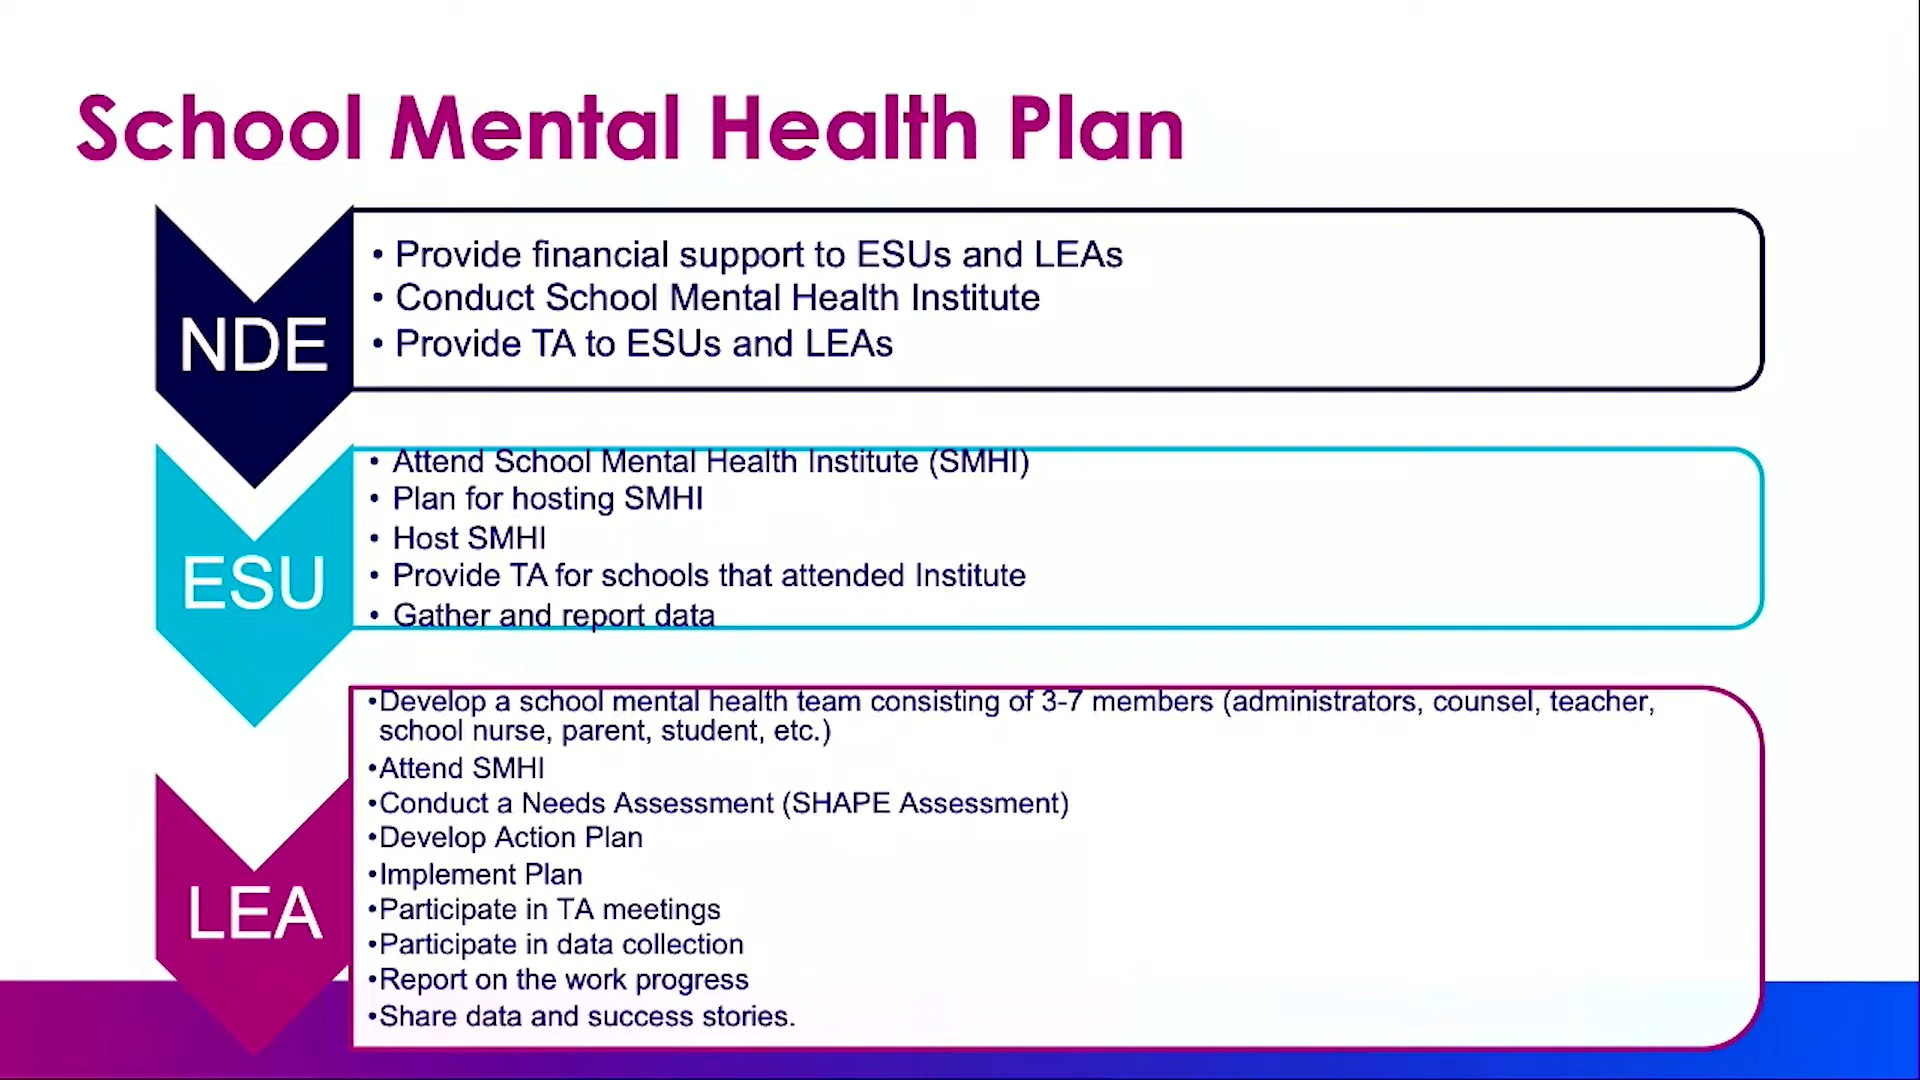 School Mental Health Plan
NDE
• Provide financial support to ESUs and LEAs
• Conduct School Mental Health Institute
• Provide TA to ESUs and LEAs
ESU
• Attend School Mental Health Institute (SMHI)
• Plan for hosting SMHI
• Host SMHI
• Provide TA for schools that attended Institute
• Gather and report data
LEA
•Develop a school mental health team consisting of 3-7 members (administrators, counsel, teacher,
school nurse, parent, student, etc.)
•Attend SMHI
•Conduct a Needs Assessment (SHAPE Assessment)
•Develop Action Plan
•Implement Plan
•Participate in TA meetings
•Participate in data collection
•Report on the work progress
•Share data and success stories.